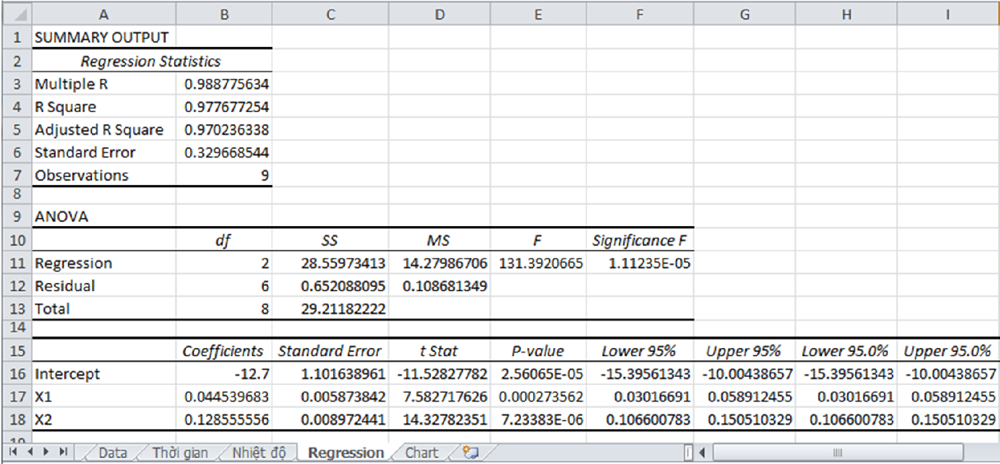 A B C D E F G H I
1 SUMMARY OUTPUT
2 Regression Statistics
3 Multiple R 0.988775634
4 R Square 0.977677254
5 Adjusted R Square 0.970236338
6 Standard Error 0.329668544
7 Observations 9
8
9 ANOVA
10 df SS MS F Significance F
11 Regression 2 28.55973413 14.27986706 131.3920665 1.11235E-05
12 Residual 6 0.652088095 0.108681349
13 Total 8 29.21182222
14
15 Coefficients Standard Error t Stat P-value Lower 95% Upper 95% Lower 95.0% Upper 95.0%
16 Intercept -12.7 1.101638961 -11.52827782 2.56065E-05 -15.39561343 -10.00438657 -15.39561343 -10.00438657
17 X1 0.044539683 0.005873842 7.582717626 0.000273562 0.03016691 0.058912455 0.03016691 0.058912455
18 X2 0.128555556 0.008972441 14.32782351 7.23383E-06 0.106600783 0.150510329 0.106600783 0.150510329
19
Data Thời gian Nhiệt độ Regression Chart